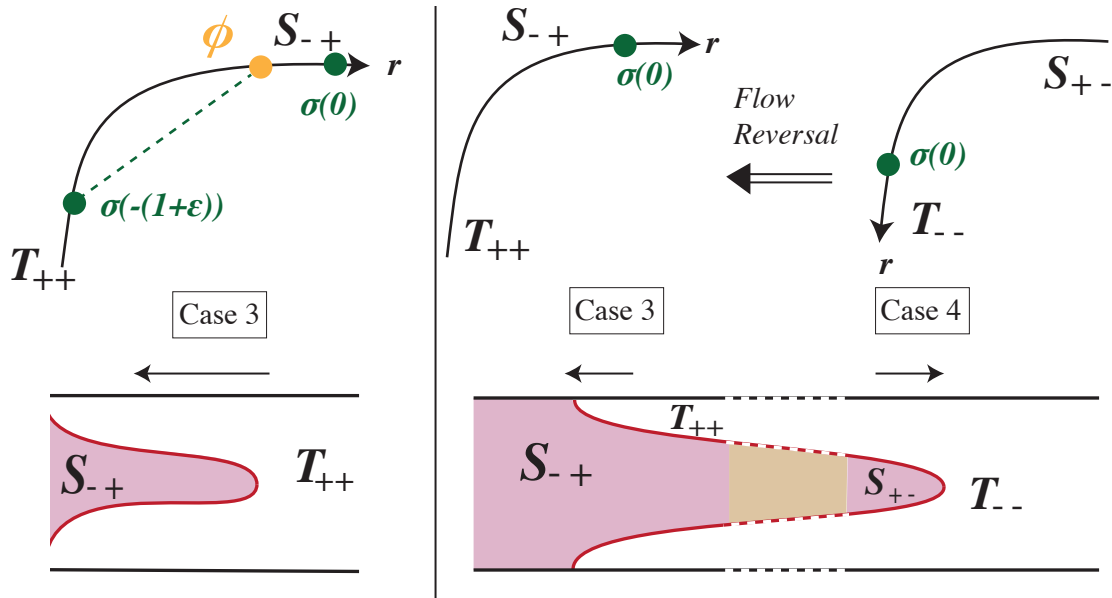 ϕ
S₋₊
r
σ(0)
σ(-(1+ε))
T₊₊
Case 3
S₋₊
T₊₊
S₋₊
r
σ(0)
T₊₊
Flow
Reversal
S₊₋
σ(0)
T₋₋
r
Case 3
Case 4
T₊₊
S₋₊
S₊₋
T₋₋